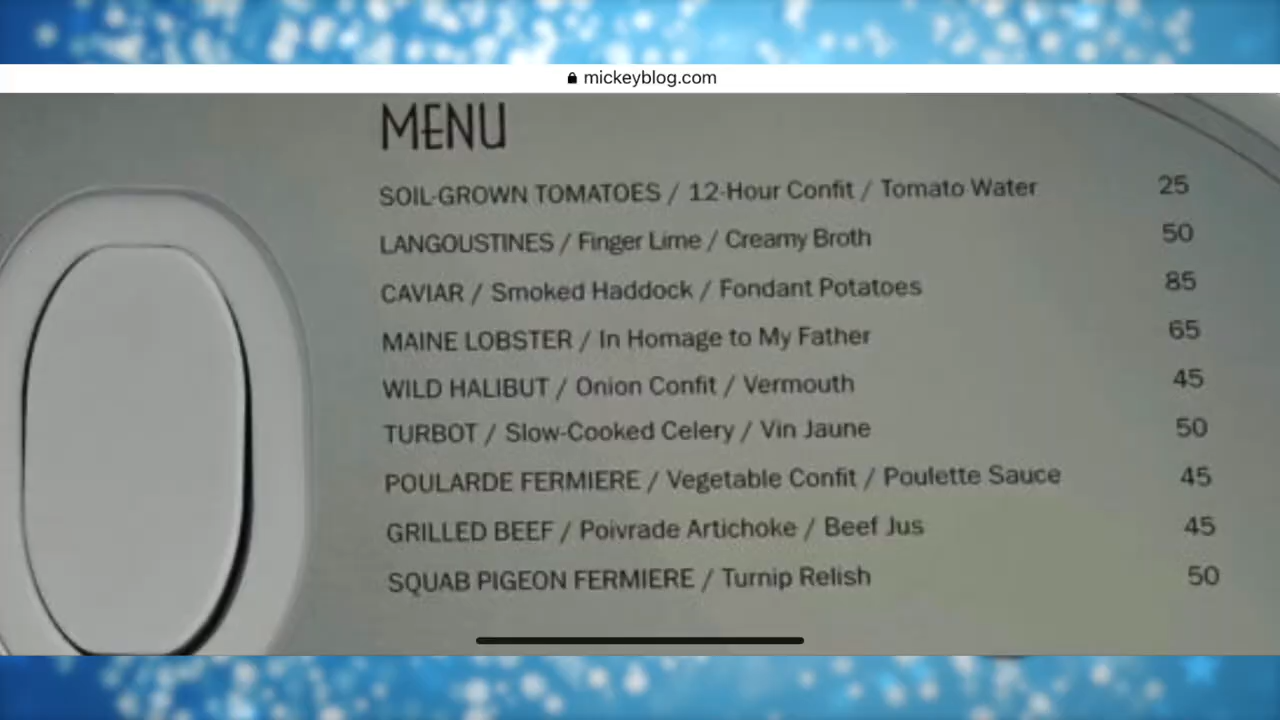 mickeyblog.com
MENU
SOIL-GROWN TOMATOES / 12-Hour Confit / Tomato Water 25
LANGOUSTINES / Finger Lime / Creamy Broth 50
CAVIAR / Smoked Haddock / Fondant Potatoes 85
MAINE LOBSTER / In Homage to My Father 65
WILD HALIBUT / Onion Confit / Vermouth 45
TURBOT / Slow-Cooked Celery / Vin Jaune 50
POULARDE FERMIERE / Vegetable Confit / Poulette Sauce 45
GRILLED BEEF / Poivrade Artichoke / Beef Jus 45
SQUAB PIGEON FERMIERE / Turnip Relish 50